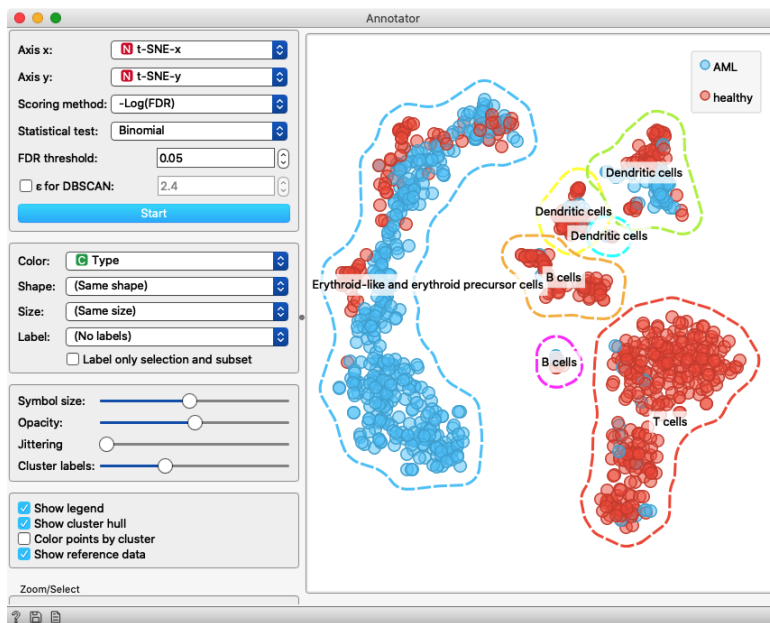 Annotator
Axis x: N t-SNE-x
Axis y: N t-SNE-y
Scoring method: -Log(FDR)
Statistical test: Binomial
FDR threshold: 0.05
ε for DBSCAN: 2.4
Start
Color: C Type
Shape: (Same shape)
Size: (Same size)
Label: (No labels)
Label only selection and subset
Symbol size:
Opacity:
Jittering
Cluster labels:
Show legend
Show cluster hull
Color points by cluster
Show reference data
Zoom/Select
?
AML
healthy
Dendritic cells
Dendritic cells
Dendritic cells
B cells
Erythroid-like and erythroid precursor cells
B cells
T cells